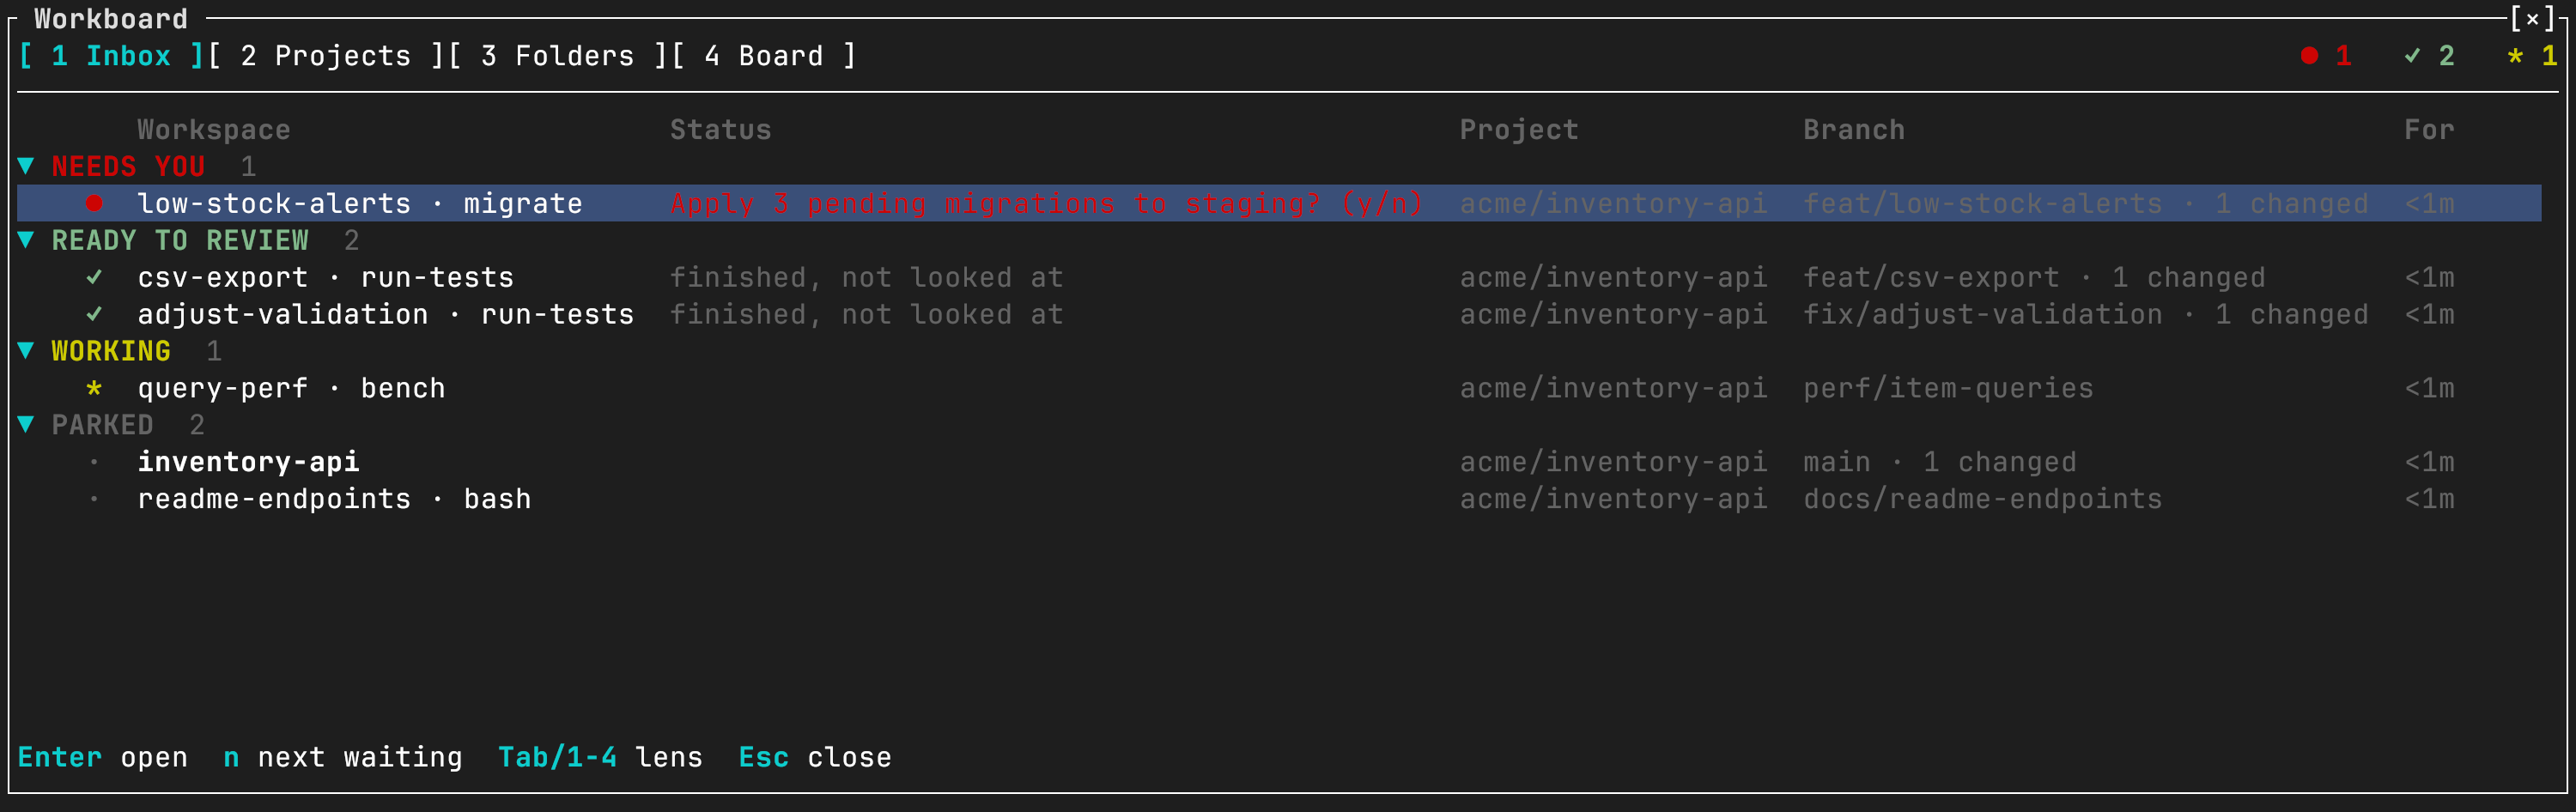 Workboard [×]
[ 1 Inbox ][ 2 Projects ][ 3 Folders ][ 4 Board ] ● 1 ✓ 2 * 1
Workspace Status Project Branch For
▼ NEEDS YOU 1
● low-stock-alerts · migrate Apply 3 pending migrations to staging? (y/n) acme/inventory-api feat/low-stock-alerts · 1 changed <1m
▼ READY TO REVIEW 2
✓ csv-export · run-tests finished, not looked at acme/inventory-api feat/csv-export · 1 changed <1m
✓ adjust-validation · run-tests finished, not looked at acme/inventory-api fix/adjust-validation · 1 changed <1m
▼ WORKING 1
* query-perf · bench acme/inventory-api perf/item-queries <1m
▼ PARKED 2
· inventory-api acme/inventory-api main · 1 changed <1m
· readme-endpoints · bash acme/inventory-api docs/readme-endpoints <1m
Enter open n next waiting Tab/1-4 lens Esc close